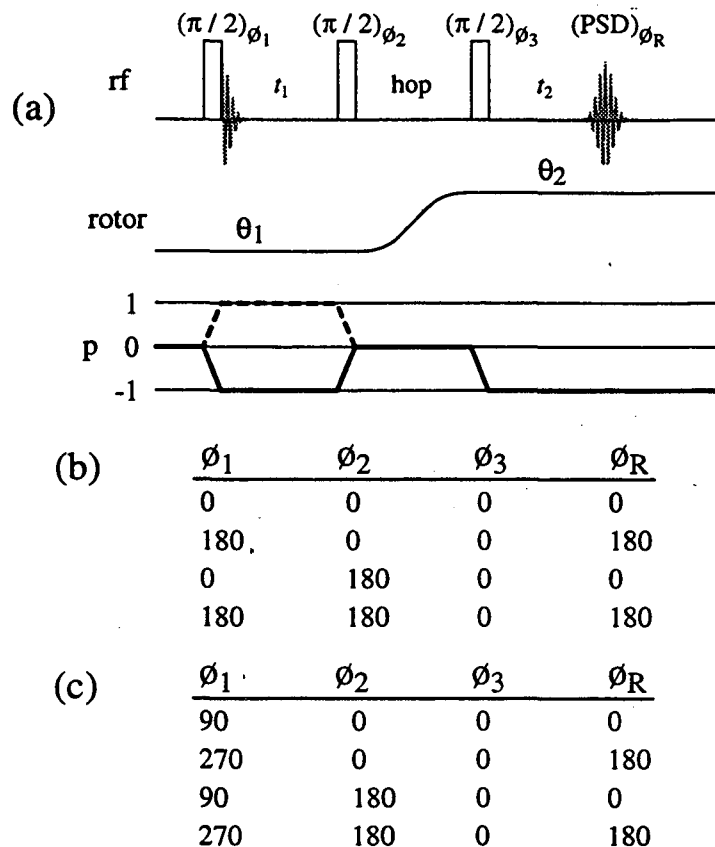 (π / 2)Ø1 (π / 2)Ø2 (π / 2)Ø3 (PSD)ØR
(a) rf t1 hop t2
rotor θ1 θ2
1
p 0
-1
(b) Ø1 Ø2 Ø3 ØR
0 0 0 0
180 0 0 180
0 180 0 0
180 180 0 180
(c) Ø1 Ø2 Ø3 ØR
90 0 0 0
270 0 0 180
90 180 0 0
270 180 0 180